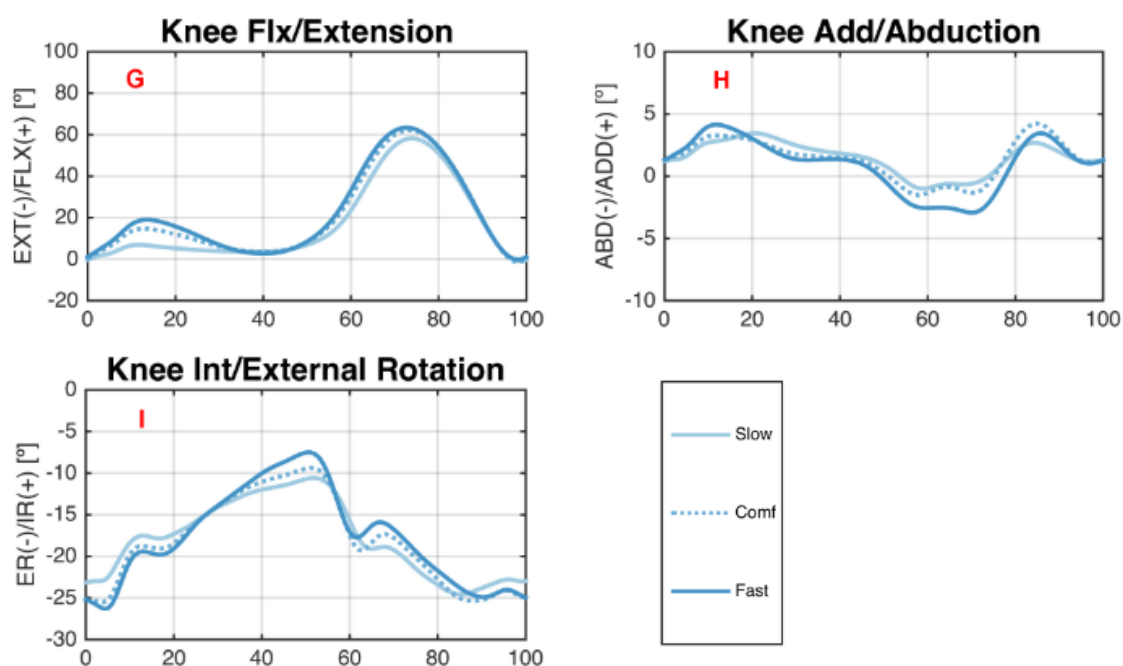 Knee Flx/Extension
G
EXT(-)/FLX(+) [º]
100
80
60
40
20
0
-20
0 20 40 60 80 100
Knee Add/Abduction
H
ABD(-)/ADD(+) [º]
10
5
0
-5
-10
0 20 40 60 80 100
Knee Int/External Rotation
I
ER(-)/IR(+) [º]
0
-5
-10
-15
-20
-25
-30
0 20 40 60 80 100
Slow
Comf
Fast